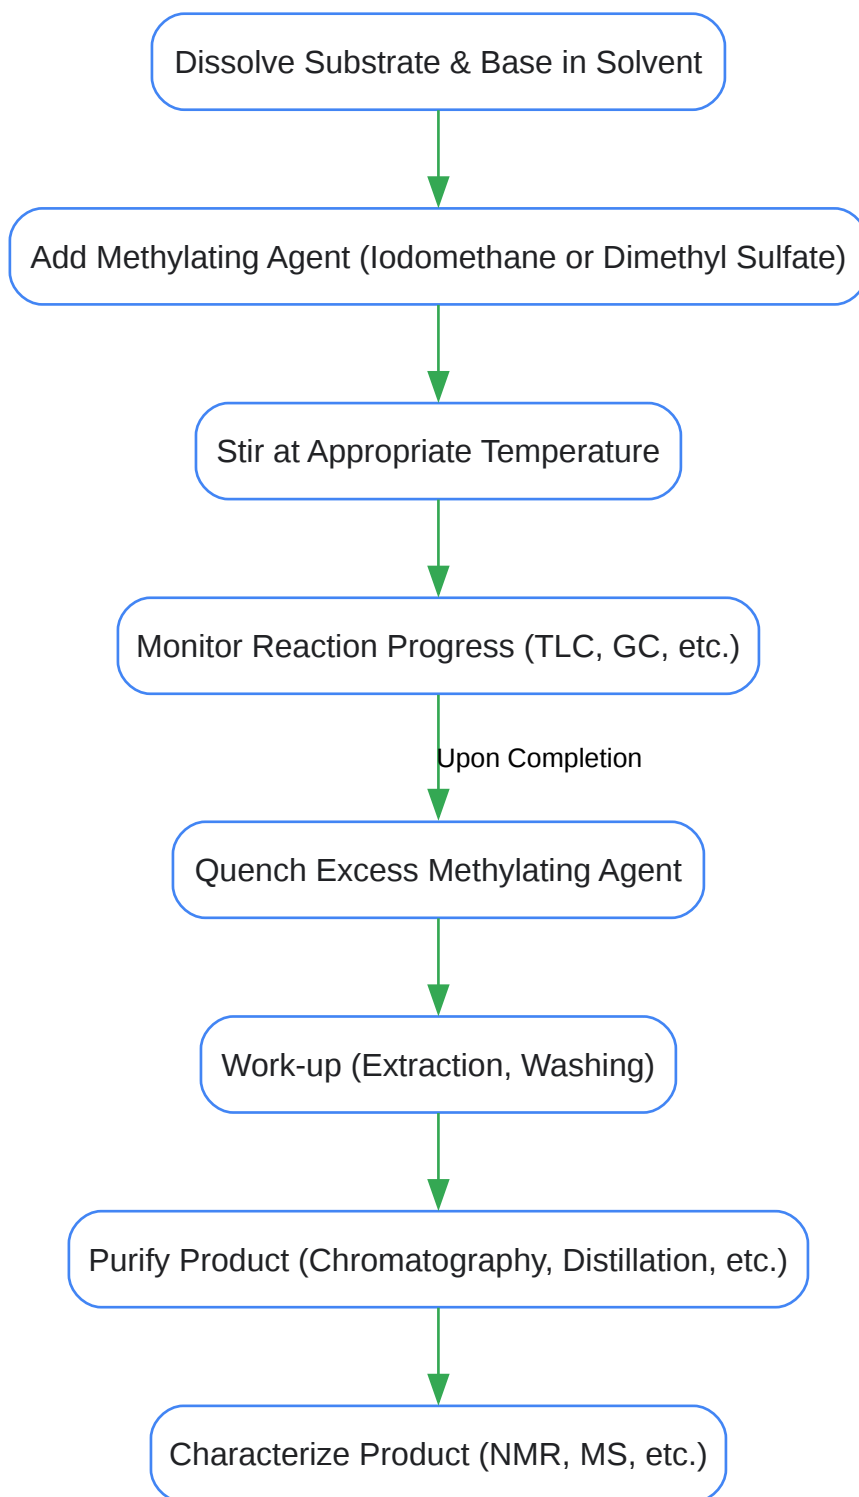 Dissolve Substrate & Base in Solvent
Add Methylating Agent (Iodomethane or Dimethyl Sulfate)
Stir at Appropriate Temperature
Monitor Reaction Progress (TLC, GC, etc.)
Upon Completion
Quench Excess Methylating Agent
Work-up (Extraction, Washing)
Purify Product (Chromatography, Distillation, etc.)
Characterize Product (NMR, MS, etc.)